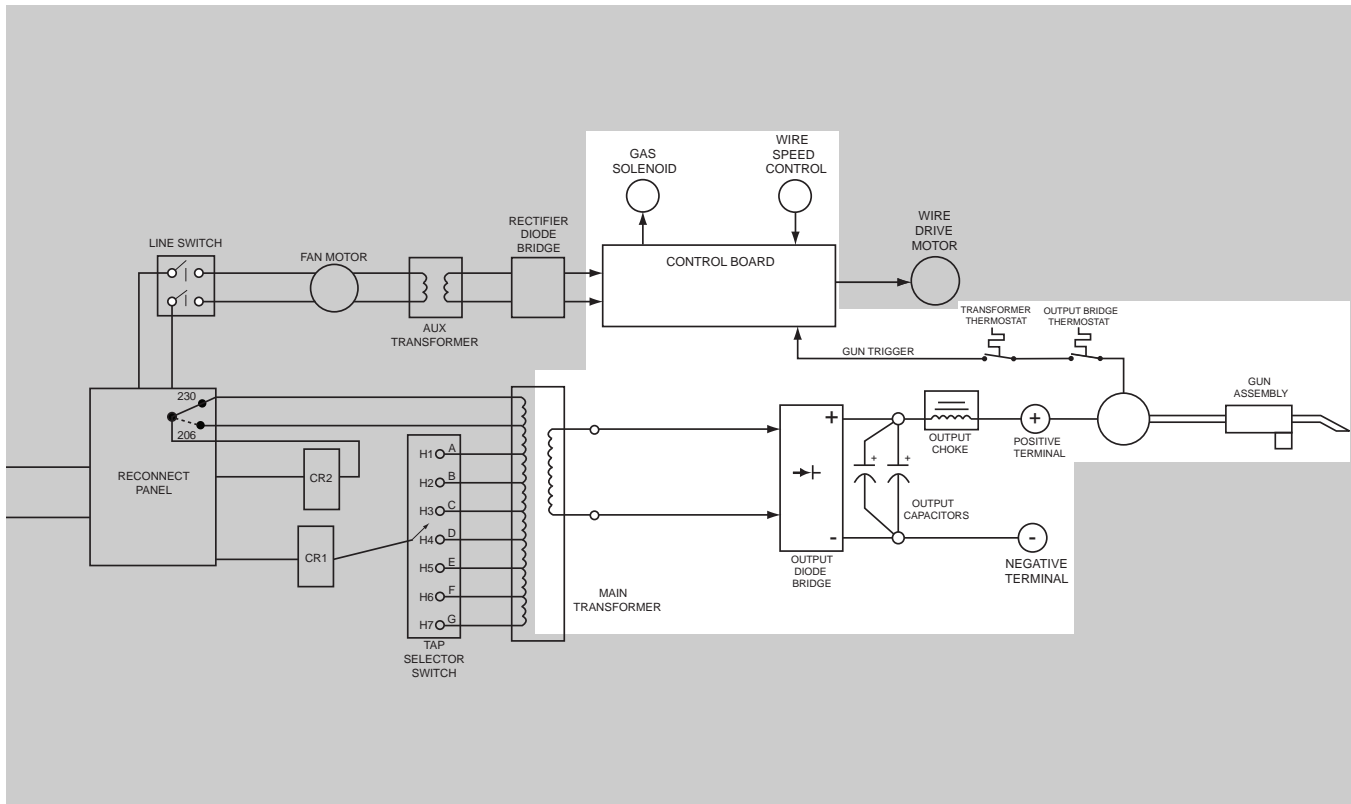 WIRE
SPEED
CONTROL
GAS
SOLENOID
RECTIFIER
DIODE
BRIDGE
WIRE
DRIVE
MOTOR
LINE SWITCH
FAN MOTOR
CONTROL BOARD
AUX
TRANSFORMER
TRANSFORMER
THERMOSTAT
OUTPUT BRIDGE
THERMOSTAT
GUN TRIGGER
GUN
ASSEMBLY
230
206
RECONNECT
PANEL
CR2
CR1
H1 A
H2 B
H3 C
H4 D
H5 E
H6 F
H7 G
TAP
SELECTOR
SWITCH
MAIN
TRANSFORMER
+
-
OUTPUT
DIODE
BRIDGE
+
+
OUTPUT
CAPACITORS
OUTPUT
CHOKE
+
POSITIVE
TERMINAL
-
NEGATIVE
TERMINAL